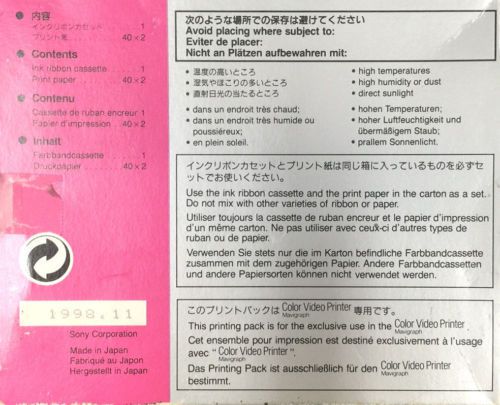 内容
インクリボンカセット ........ 1
プリント紙 ........ 40×2
Contents
Ink ribbon cassette ........ 1
Print paper ........ 40×2
Contenu
Cassette de ruban encreur 1
Papier d'impression .. 40×2
Inhalt
Farbbandcassette ........ 1
Druckpapier ........ 40×2
1998.11
Sony Corporation
Made in Japan
Fabriqué au Japon
Hergestellt in Japan
次のような場所での保存は避けてください
Avoid placing where subject to:
Eviter de placer:
Nicht an Plätzen aufbewahren mit:
• 温度の高いところ
• 湿気やほこりの多いところ
• 直射日光の当たるところ
• high temperatures
• high humidity or dust
• direct sunlight
• dans un endroit très chaud;
• dans un endroit très humide ou
poussiéreux;
• en plein soleil.
• hohen Temperaturen;
• hoher Luftfeuchtigkeit und
übermäßigem Staub;
• prallem Sonnenlicht.
インクリボンカセットとプリント紙は同じ箱に入っているものを必ずセ
ットでお使いください。
Use the ink ribbon cassette and the print paper in the carton as a set.
Do not mix with other varieties of ribbon or paper.
Utiliser toujours la cassette de ruban encreur et le papier d'impression
d'un même carton. Ne pas utiliser avec ceux-ci d'autres types de
ruban ou de papier.
Verwenden Sie stets nur die im Karton befindliche Farbbandcassette
zusammen mit dem zugehörigen Papier. Andere Farbbandcassetten
und andere Papiersorten können nicht verwendet werden.
このプリントパックは Color Video Printer Mavigraph 専用です。
This printing pack is for the exclusive use in the Color Video Printer Mavigraph.
Cet ensemble pour impression est destiné exclusivement à l'usage
avec " Color Video Printer Mavigraph ".
Das Printing Pack ist ausschließlich für den Color Video Printer Mavigraph
bestimmt.